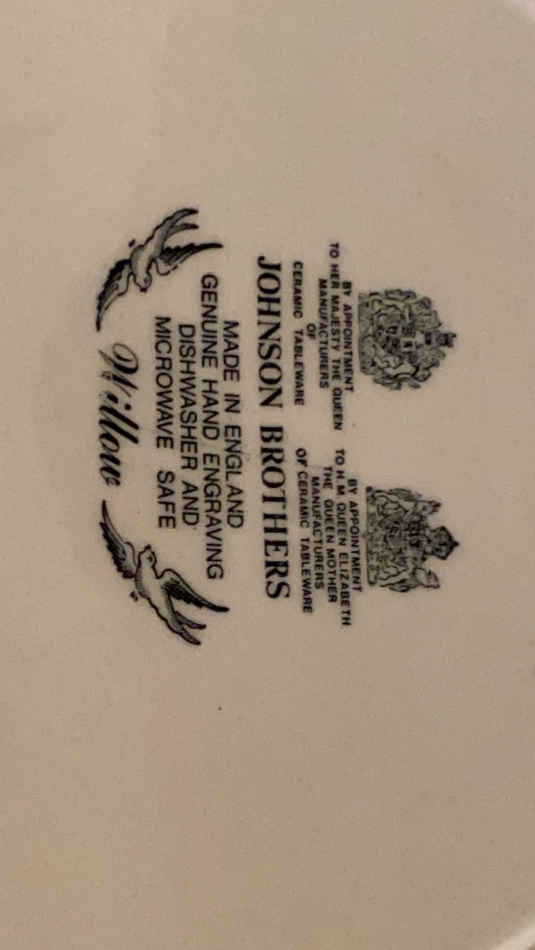 BY APPOINTMENT
TO HER MAJESTY THE QUEEN
MANUFACTURERS
OF
CERAMIC TABLEWARE
BY APPOINTMENT
TO H.M. QUEEN ELIZABETH
THE QUEEN MOTHER
MANUFACTURERS
OF CERAMIC TABLEWARE
JOHNSON BROTHERS
MADE IN ENGLAND
GENUINE HAND ENGRAVING
DISHWASHER AND
MICROWAVE SAFE
Willow